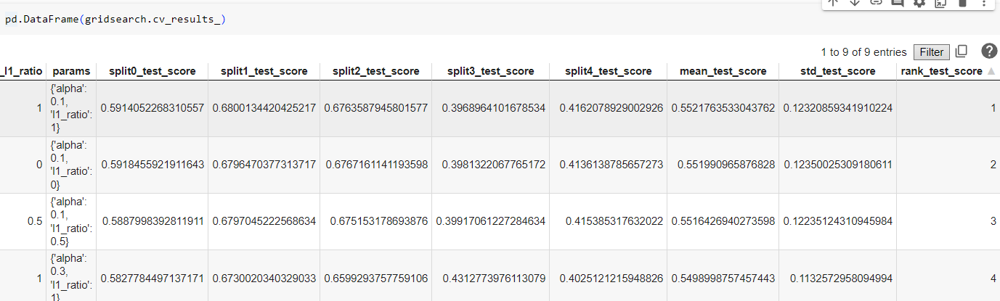 pd.DataFrame(gridsearch.cv_results_)
1 to 9 of 9 entries Filter
_l1_ratio params split0_test_score split1_test_score split2_test_score split3_test_score split4_test_score mean_test_score std_test_score rank_test_score
1 {'alpha': 0.1, 'l1_ratio': 1} 0.5914052268310557 0.6800134420425217 0.6763587945801577 0.3968964101678534 0.4162078929002926 0.5521763533043762 0.12320859341910224 1
0 {'alpha': 0.1, 'l1_ratio': 0} 0.5918455921911643 0.6796470377313717 0.6767161141193598 0.3981322067765172 0.4136138785657273 0.551990965876828 0.12350025309180611 2
0.5 {'alpha': 0.1, 'l1_ratio': 0.5} 0.5887998392811911 0.6797045222568634 0.675153178693876 0.39917061227284634 0.415385317632022 0.5516426940273598 0.12235124310945984 3
1 {'alpha': 0.3, 'l1_ratio': 1} 0.5827784497137171 0.6730020340329033 0.6599293757759106 0.4312773976113079 0.4025121215948826 0.5498998757457443 0.1132572958094994 4